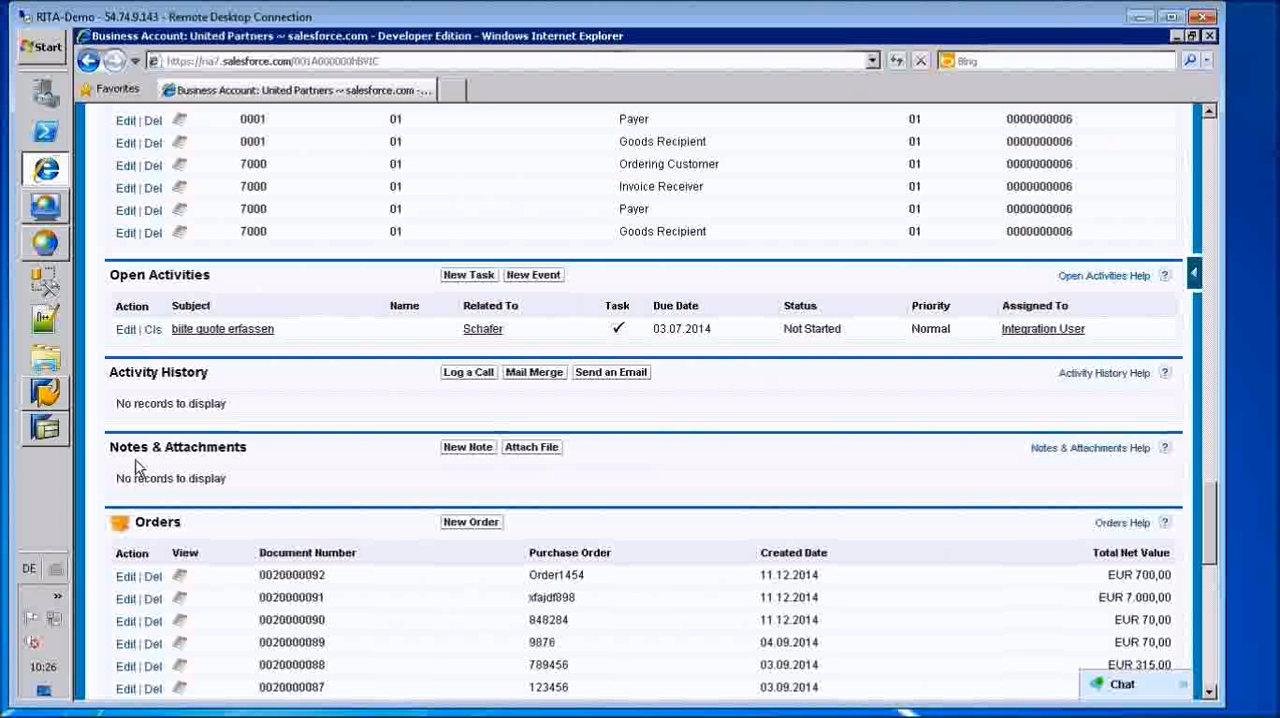 RITA-Demo - 54.74.9.143 - Remote Desktop Connection
Start
Business Account: United Partners ~ salesforce.com - Developer Edition - Windows Internet Explorer
Bing
Favorites
Business Account: United Partners ~ salesforce.com -...
Edit | Del 0001 01 Payer 01 0000000006
Edit | Del 0001 01 Goods Recipient 01 0000000006
Edit | Del 7000 01 Ordering Customer 01 0000000006
Edit | Del 7000 01 Invoice Receiver 01 0000000006
Edit | Del 7000 01 Payer 01 0000000006
Edit | Del 7000 01 Goods Recipient 01 0000000006
Open Activities New Task New Event Open Activities Help ?
Action Subject Name Related To Task Due Date Status Priority Assigned To
Edit | Cls biite quote erfassen Schafer ✓ 03.07.2014 Not Started Normal Integration User
Activity History Log a Call Mail Merge Send an Email Activity History Help ?
No records to display
Notes & Attachments New Note Attach File Notes & Attachments Help ?
No records to display
Orders New Order Orders Help ?
Action View Document Number Purchase Order Created Date Total Net Value
Edit | Del 0020000092 Order1454 11.12.2014 EUR 700,00
Edit | Del 0020000091 xfajdf898 11.12.2014 EUR 7.000,00
Edit | Del 0020000090 848284 11.12.2014 EUR 70,00
Edit | Del 0020000089 9876 04.09.2014 EUR 70,00
Edit | Del 0020000088 789456 03.09.2014 EUR 315,00
Edit | Del 0020000087 123456 03.09.2014
Chat
DE
10:26